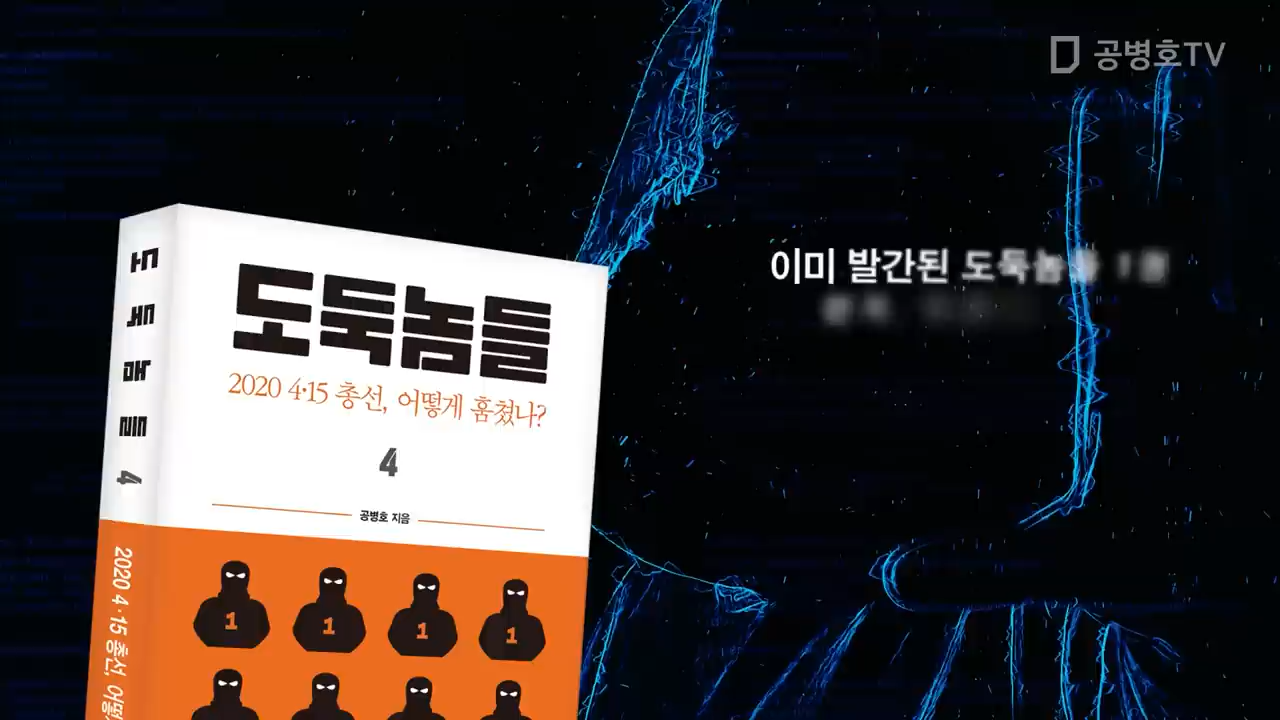 공병호TV
이미 발간된 도둑놈들
도둑놈들
2020 4·15 총선, 어떻게 훔쳤나?
4
공병호 지음
1
1
1
1
도둑놈들 4
2020 4·15 총선,